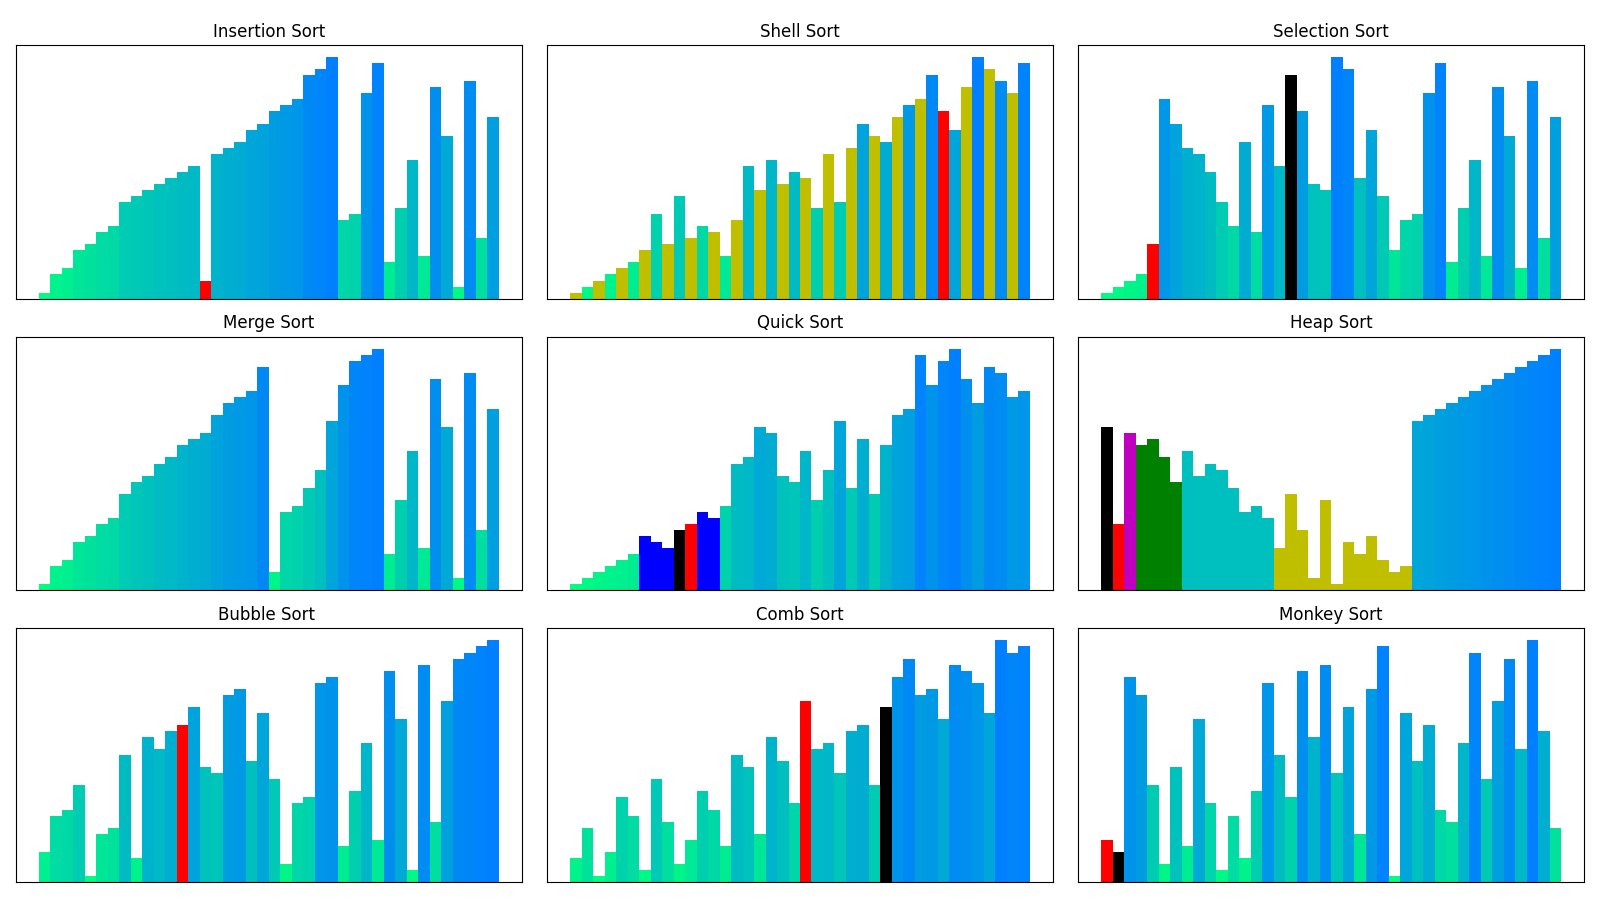 Insertion Sort
Shell Sort
Selection Sort
Merge Sort
Quick Sort
Heap Sort
Bubble Sort
Comb Sort
Monkey Sort